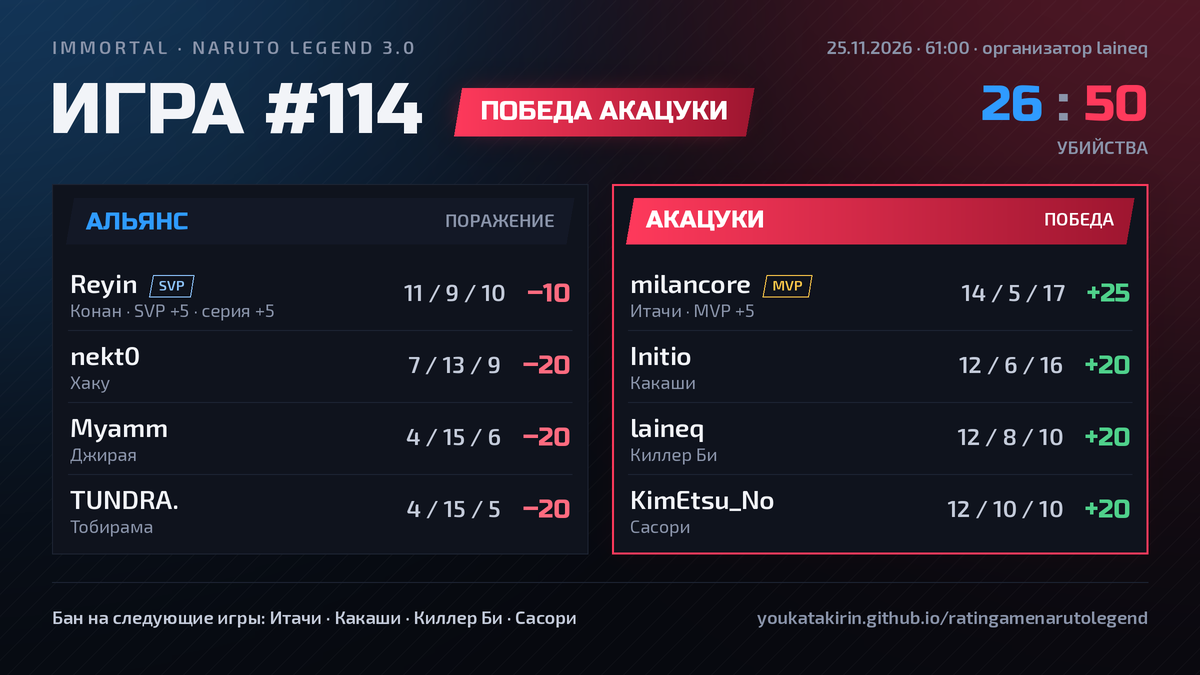 IMMORTAL · NARUTO LEGEND 3.0
25.11.2026 · 61:00 · организатор laineq
ИГРА #114
ПОБЕДА АКАЦУКИ
26 : 50
УБИЙСТВА
АЛЬЯНС
ПОРАЖЕНИЕ
Reyin SVP
Конан · SVP +5 · серия +5
11 / 9 / 10 −10
nekt0
Хаку
7 / 13 / 9 −20
Myamm
Джирая
4 / 15 / 6 −20
TUNDRA.
Тобирама
4 / 15 / 5 −20
АКАЦУКИ
ПОБЕДА
milancore MVP
Итачи · MVP +5
14 / 5 / 17 +25
Initio
Какаши
12 / 6 / 16 +20
laineq
Киллер Би
12 / 8 / 10 +20
KimEtsu_No
Сасори
12 / 10 / 10 +20
Бан на следующие игры: Итачи · Какаши · Киллер Би · Сасори
youkatakirin.github.io/ratingamenarutolegend